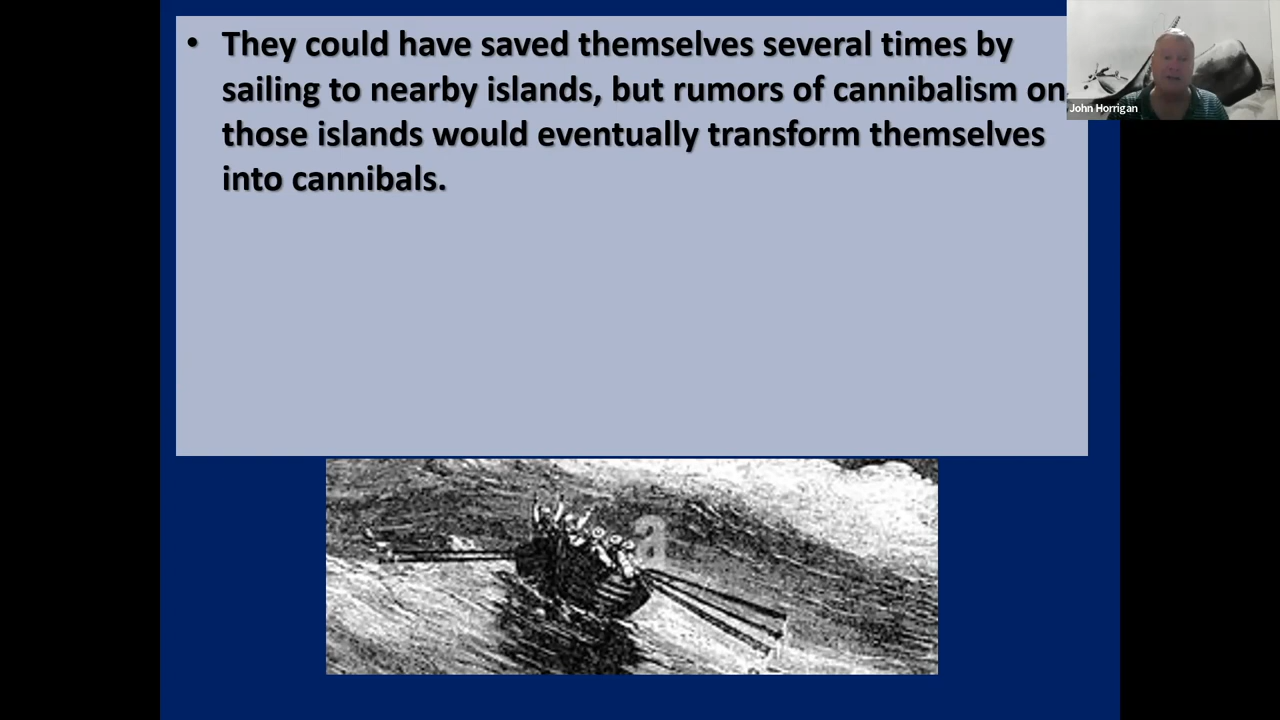 • They could have saved themselves several times by
sailing to nearby islands, but rumors of cannibalism on
those islands would eventually transform themselves
into cannibals.
John Horrigan
a